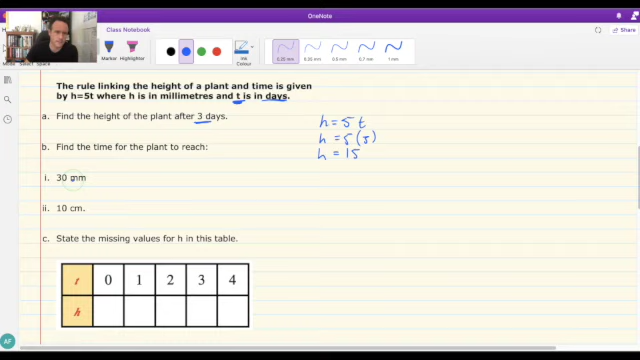 OneNote
Home
Class Notebook
Marker
Highlighter
Select
Space
Ink
Colour
0.25 mm
0.35 mm
0.5 mm
0.7 mm
1 mm
The rule linking the height of a plant and time is given
by h=5t where h is in millimetres and t is in days.
a. Find the height of the plant after 3 days.
h = 5 t
h = 5(3)
h = 15
b. Find the time for the plant to reach:
i. 30 mm
ii. 10 cm.
c. State the missing values for h in this table.
t 0 1 2 3 4
h
AF